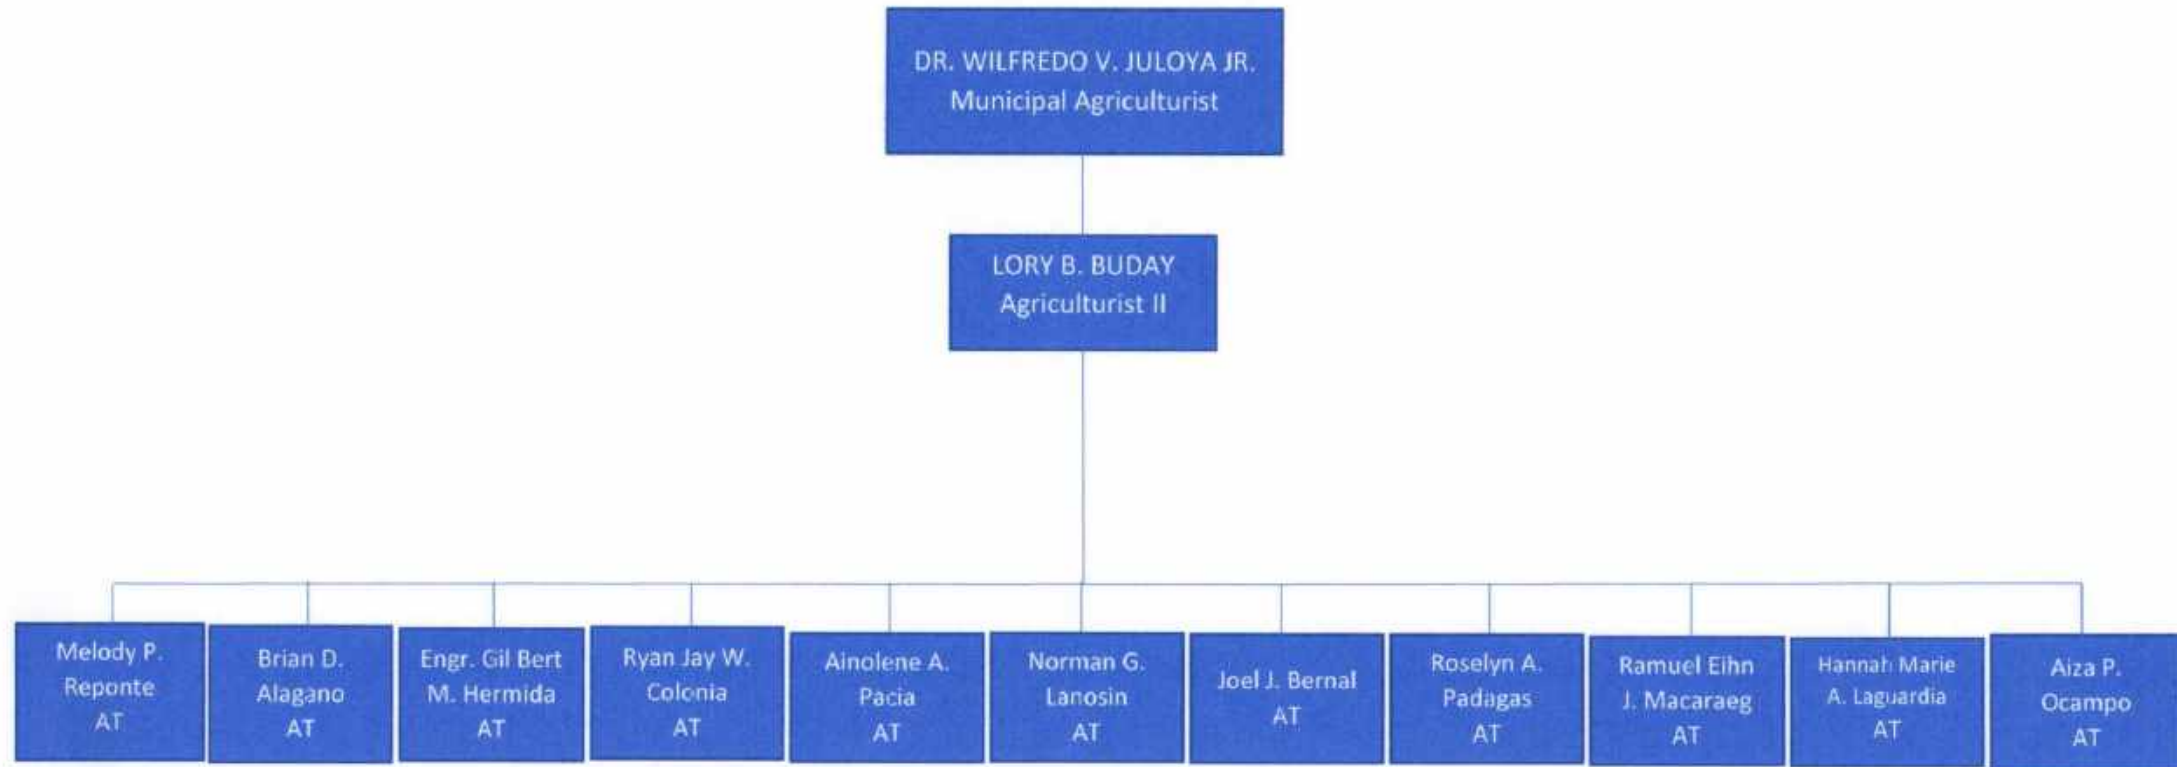 DR. WILFREDO V. JULOYA JR.
Municipal Agriculturist
LORY B. BUDAY
Agriculturist II
Melody P.
Reponte
AT
Brian D.
Alagano
AT
Engr. Gil Bert
M. Hermida
AT
Ryan Jay W.
Colonia
AT
Ainolene A.
Pacia
AT
Norman G.
Lanosin
AT
Joel J. Bernal
AT
Roselyn A.
Padagas
AT
Ramuel Eihn
J. Macaraeg
AT
Hannah Marie
A. Laguardia
AT
Aiza P.
Ocampo
AT